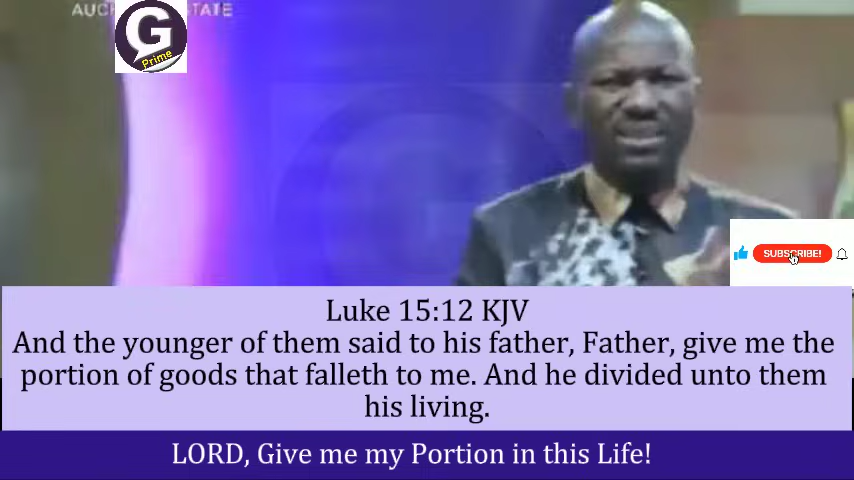 G
Prime
SUBSCRIBE!
Luke 15:12 KJV
And the younger of them said to his father, Father, give me the
portion of goods that falleth to me. And he divided unto them
his living.
LORD, Give me my Portion in this Life!